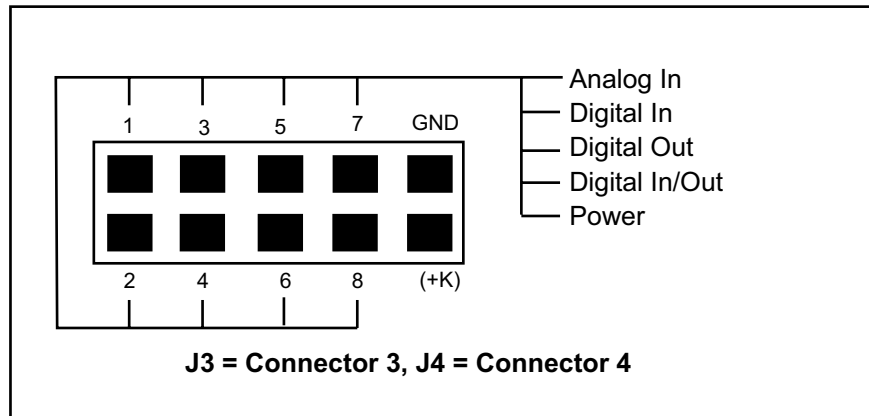 Analog In
Digital In
Digital Out
Digital In/Out
Power
1 3 5 7 GND
2 4 6 8 (+K)
J3 = Connector 3, J4 = Connector 4